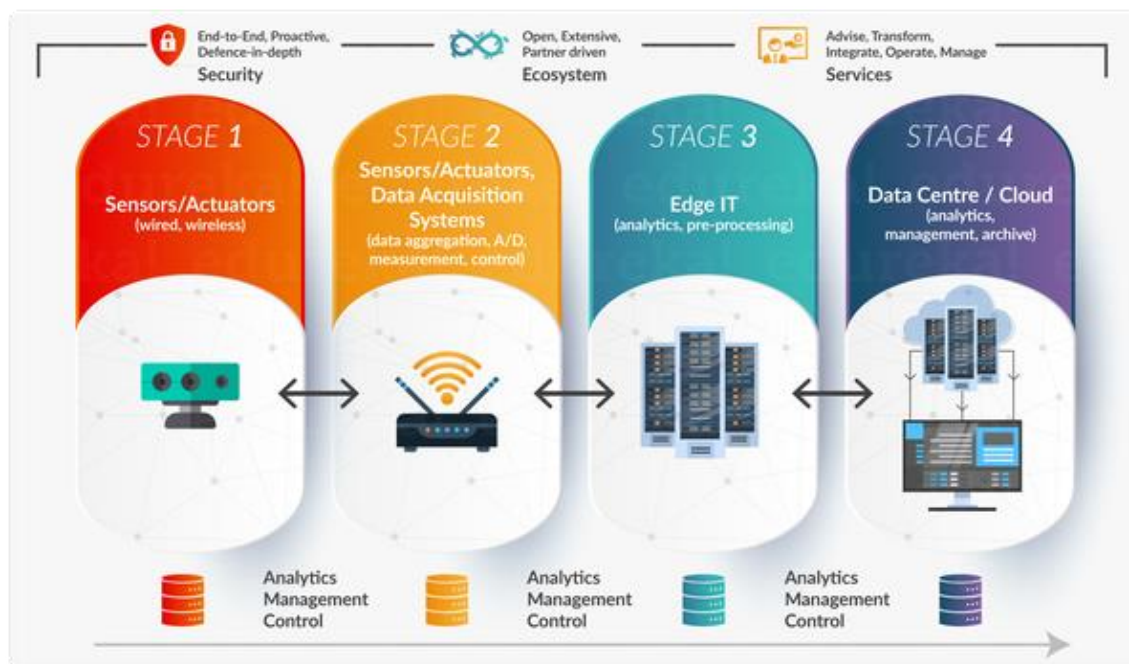 End-to-End, Proactive,
Defence-in-depth
Security
Open, Extensive,
Partner driven
Ecosystem
Advise, Transform,
Integrate, Operate, Manage
Services
STAGE 1
Sensors/Actuators
(wired, wireless)
STAGE 2
Sensors/Actuators,
Data Acquisition
Systems
(data aggregation, A/D,
measurement, control)
STAGE 3
Edge IT
(analytics, pre-processing)
STAGE 4
Data Centre / Cloud
(analytics,
management, archive)
Analytics
Management
Control
Analytics
Management
Control
Analytics
Management
Control